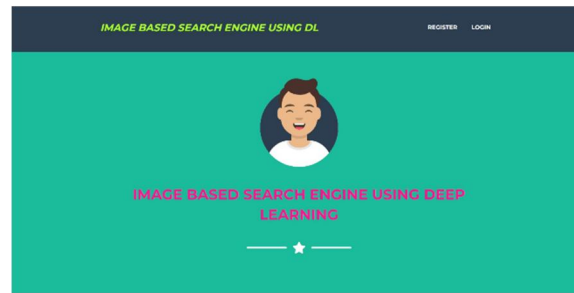 IMAGE BASED SEARCH ENGINE USING DL
REGISTER LOGIN
IMAGE BASED SEARCH ENGINE USING DEEP
LEARNING